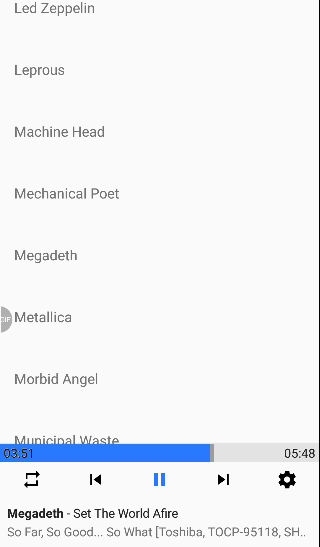 Led Zeppelin
Leprous
Machine Head
Mechanical Poet
Megadeth
Metallica
Morbid Angel
Municipal Waste
03:51 05:48
Megadeth - Set The World Afire
So Far, So Good... So What [Toshiba, TOCP-95118, SH..